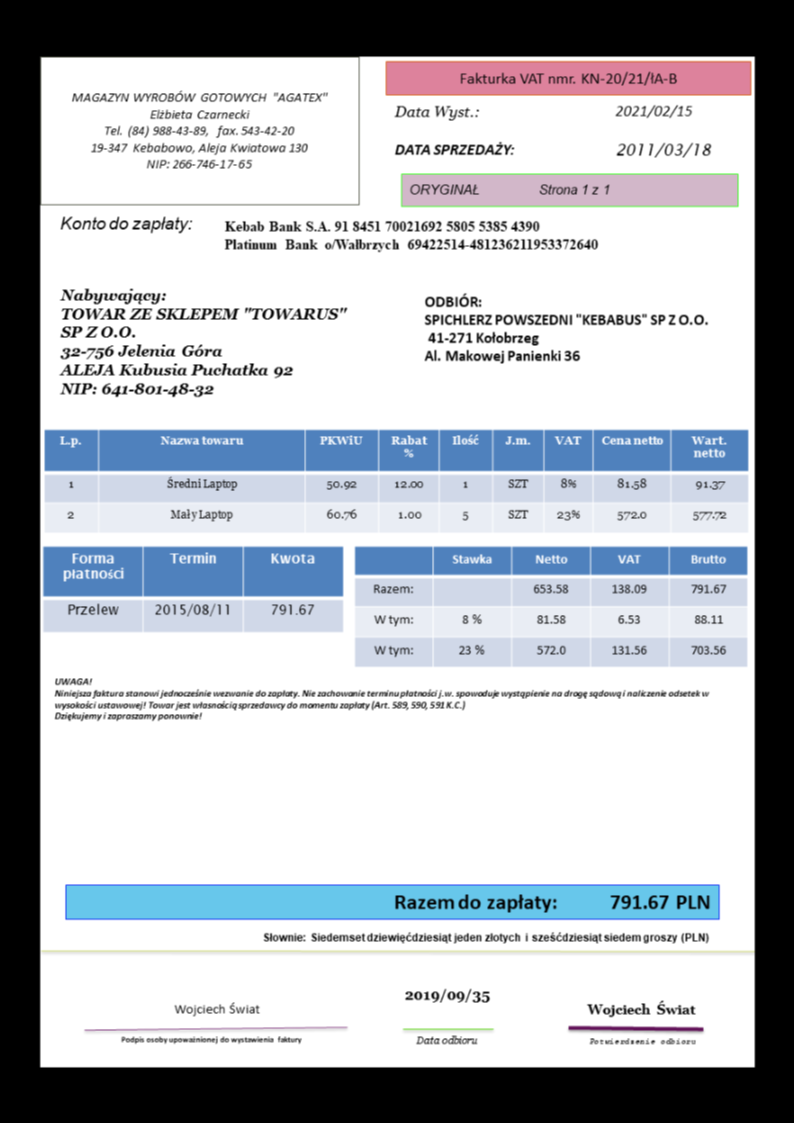 MAGAZYN WYROBÓW GOTOWYCH "AGATEX"
Elżbieta Czarnecki
Tel. (84) 988-43-89, fax. 543-42-20
19-347 Kebabowo, Aleja Kwiatowa 130
NIP: 266-746-17-65
Fakturka VAT nmr. KN-20/21/łA-B
Data Wyst.: 2021/02/15
DATA SPRZEDAŻY: 2011/03/18
ORYGINAŁ Strona 1 z 1
Konto do zapłaty: Kebab Bank S.A. 91 8451 70021692 5805 5385 4390
Platinum Bank o/Wałbrzych 69422514-481236211953372640
Nabywający:
TOWAR ZE SKLEPEM "TOWARUS"
SP Z O.O.
32-756 Jelenia Góra
ALEJA Kubusia Puchatka 92
NIP: 641-801-48-32
ODBIÓR:
SPICHLERZ POWSZEDNI "KEBABUS" SP Z O.O.
41-271 Kołobrzeg
Al. Makowej Panienki 36
L.p. Nazwa towaru PKWiU Rabat % Ilość J.m. VAT Cena netto Wart. netto
1 Średni Laptop 50.92 12.00 1 SZT 8% 81.58 91.37
2 Mały Laptop 60.76 1.00 5 SZT 23% 572.0 577.72
Forma płatności Termin Kwota
Przelew 2015/08/11 791.67
Stawka Netto VAT Brutto
Razem: 653.58 138.09 791.67
W tym: 8 % 81.58 6.53 88.11
W tym: 23 % 572.0 131.56 703.56
UWAGA!
Niniejsza faktura stanowi jednocześnie wezwanie do zapłaty. Nie zachowanie terminu płatności j.w. spowoduje wystąpienie na drogę sądową i naliczenie odsetek w
wysokości ustawowej! Towar jest własnością sprzedawcy do momentu zapłaty (Art. 589, 590, 591 K.C.)
Dziękujemy i zapraszamy ponownie!
Razem do zapłaty: 791.67 PLN
Słownie: Siedemset dziewięćdziesiąt jeden złotych i sześćdziesiąt siedem groszy (PLN)
Wojciech Świat
Podpis osoby upoważnionej do wystawienia faktury
2019/09/35
Data odbioru
Wojciech Świat
Potwierdzenie odbioru